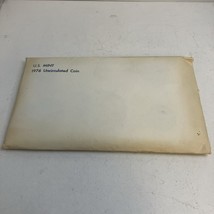 U.S. MINT
1976 Uncirculated Coin